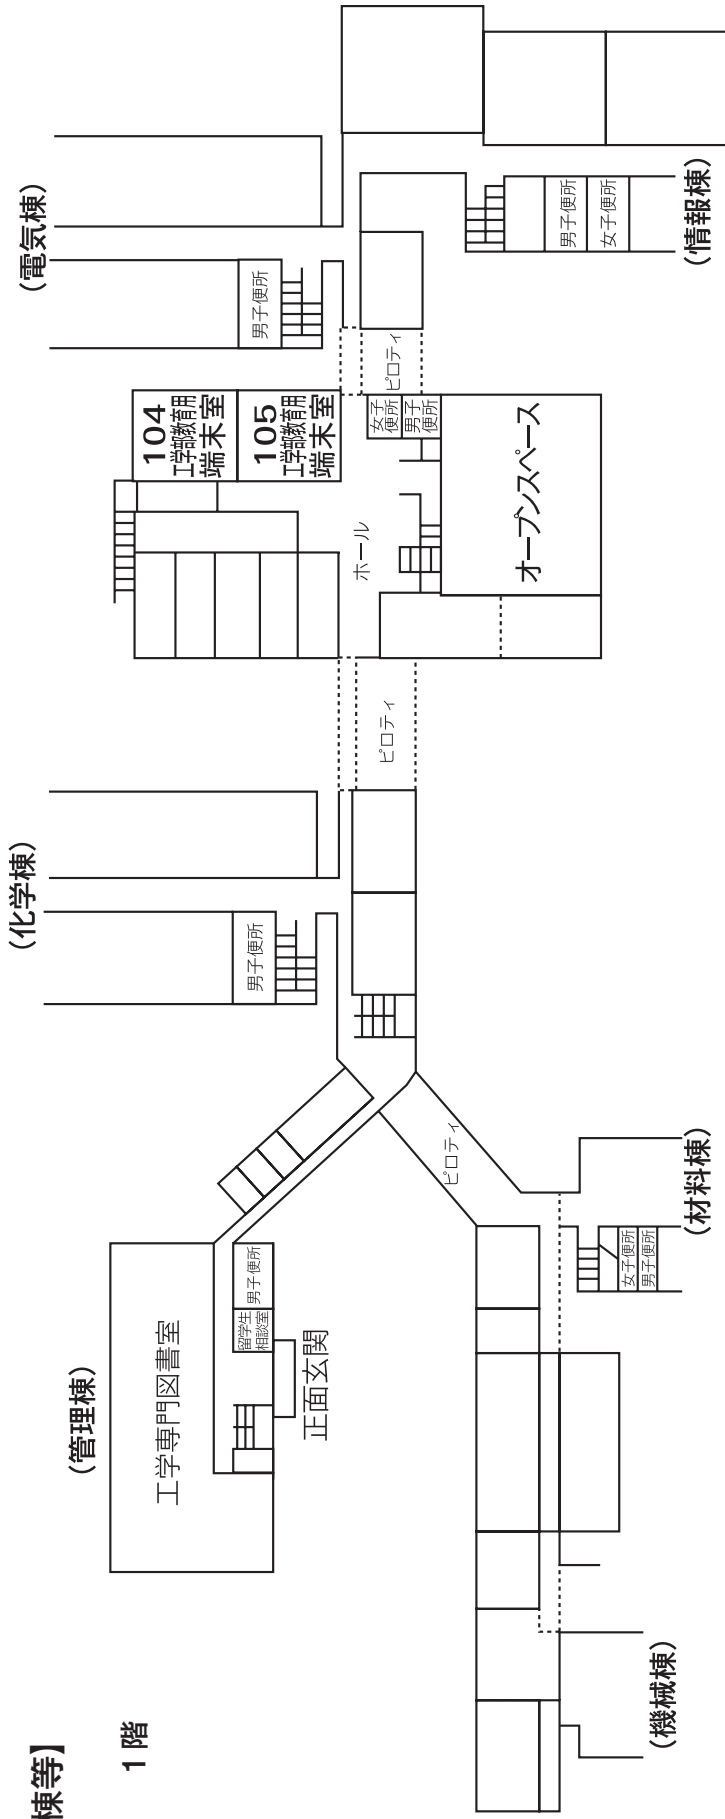 棟等】
1階
(管理棟)
工学専門図書室
正面玄関
留学生
相談室
男子便所
(機械棟)
(材料棟)
女子便所
男子便所
ピロティ
(化学棟)
男子便所
ピロティ
ホール
オープンスペース
104
工学部教育用
端末室
105
工学部教育用
端末室
女子
便所
男子
便所
ピロティ
(電気棟)
男子便所
(情報棟)
男子便所
女子便所